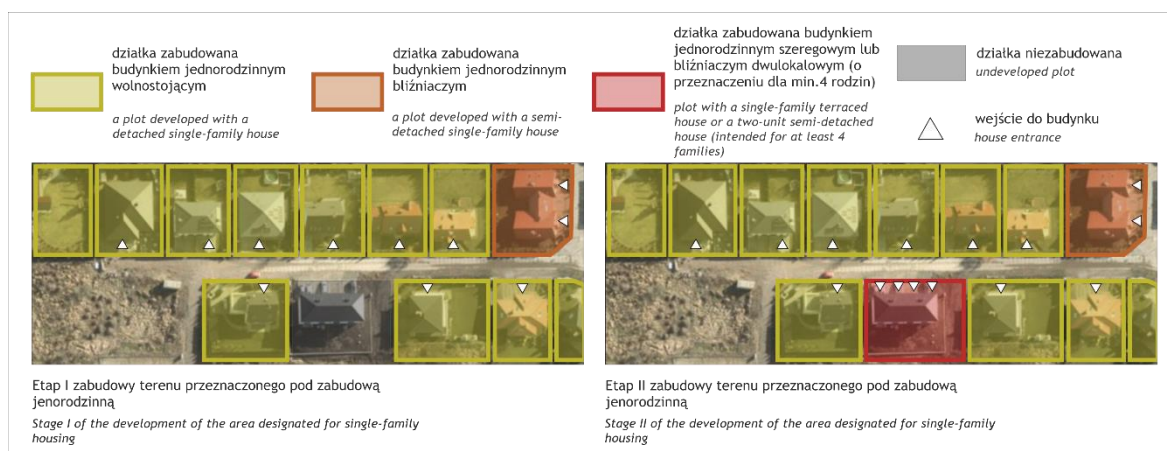 działka zabudowana
budynkiem jednorodzinnym
wolnostojącym
a plot developed with a
detached single-family house
działka zabudowana
budynkiem jednorodzinnym
bliźniaczym
a plot developed with a semi-
detached single-family house
działka zabudowana budynkiem
jednorodzinnym szeregowym lub
bliźniaczym dwulokalowym (o
przeznaczeniu dla min.4 rodzin)
plot with a single-family terraced
house or a two-unit semi-detached
house (intended for at least 4
families)
działka niezabudowana
undeveloped plot
wejście do budynku
house entrance
Etap I zabudowy terenu przeznaczonego pod zabudową
jenorodzinną
Stage I of the development of the area designated for single-family
housing
Etap II zabudowy terenu przeznaczonego pod zabudową
jenorodzinną
Stage II of the development of the area designated for single-family
housing